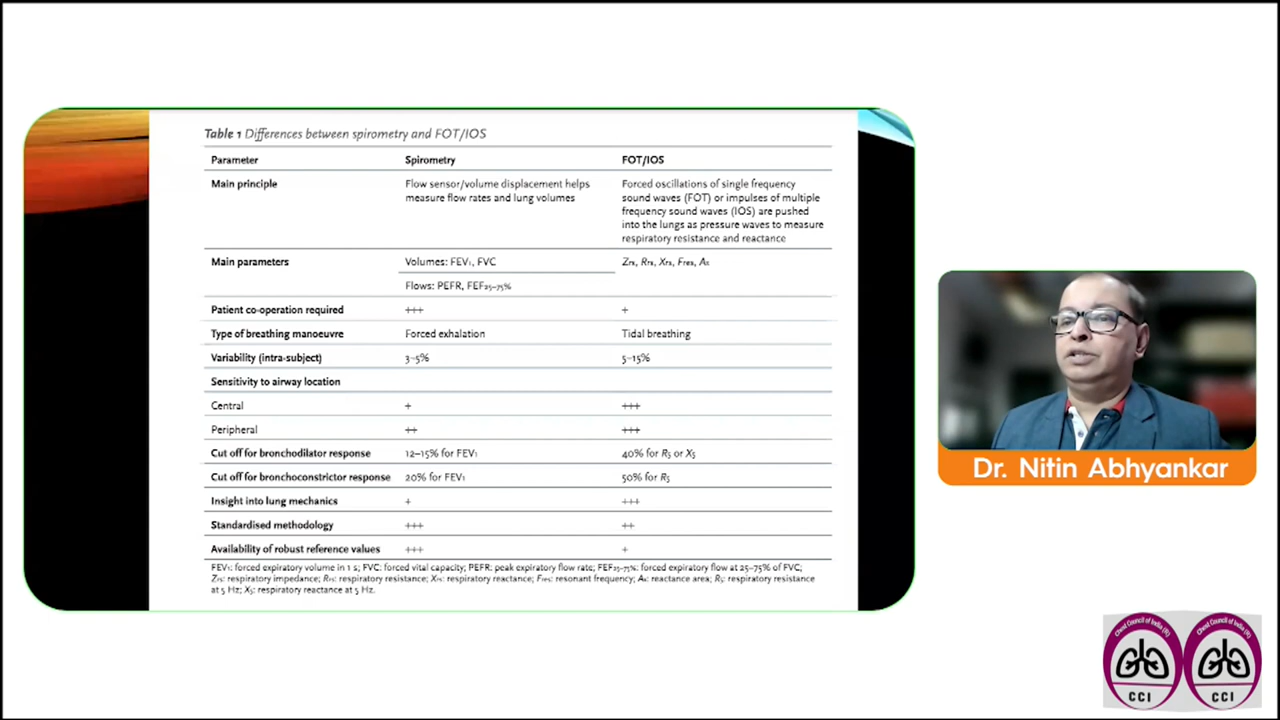 Table 1 Differences between spirometry and FOT/IOS
Parameter Spirometry FOT/IOS
Main principle Flow sensor/volume displacement helps Forced oscillations of single frequency
measure flow rates and lung volumes sound waves (FOT) or impulses of multiple
frequency sound waves (IOS) are pushed
into the lungs as pressure waves to measure
respiratory resistance and reactance
Main parameters Volumes: FEV1, FVC Zrs, Rrs, Xrs, Fres, Ax
Flows: PEFR, FEF25–75%
Patient co-operation required +++ +
Type of breathing manoeuvre Forced exhalation Tidal breathing
Variability (intra-subject) 3–5% 5–15%
Sensitivity to airway location
Central + +++
Peripheral ++ +++
Cut off for bronchodilator response 12–15% for FEV1 40% for R5 or X5
Cut off for bronchoconstrictor response 20% for FEV1 50% for R5
Insight into lung mechanics + +++
Standardised methodology +++ ++
Availability of robust reference values +++ +
FEV1: forced expiratory volume in 1 s; FVC: forced vital capacity; PEFR: peak expiratory flow rate; FEF25–75%: forced expiratory flow at 25–75% of FVC;
Zrs: respiratory impedance; Rrs: respiratory resistance; Xrs: respiratory reactance; Fres: resonant frequency; Ax: reactance area; R5: respiratory resistance
at 5 Hz; X5: respiratory reactance at 5 Hz.
Dr. Nitin Abhyankar
Chest Council of India (R)
CCI
Chest Council of India (R)
CCI